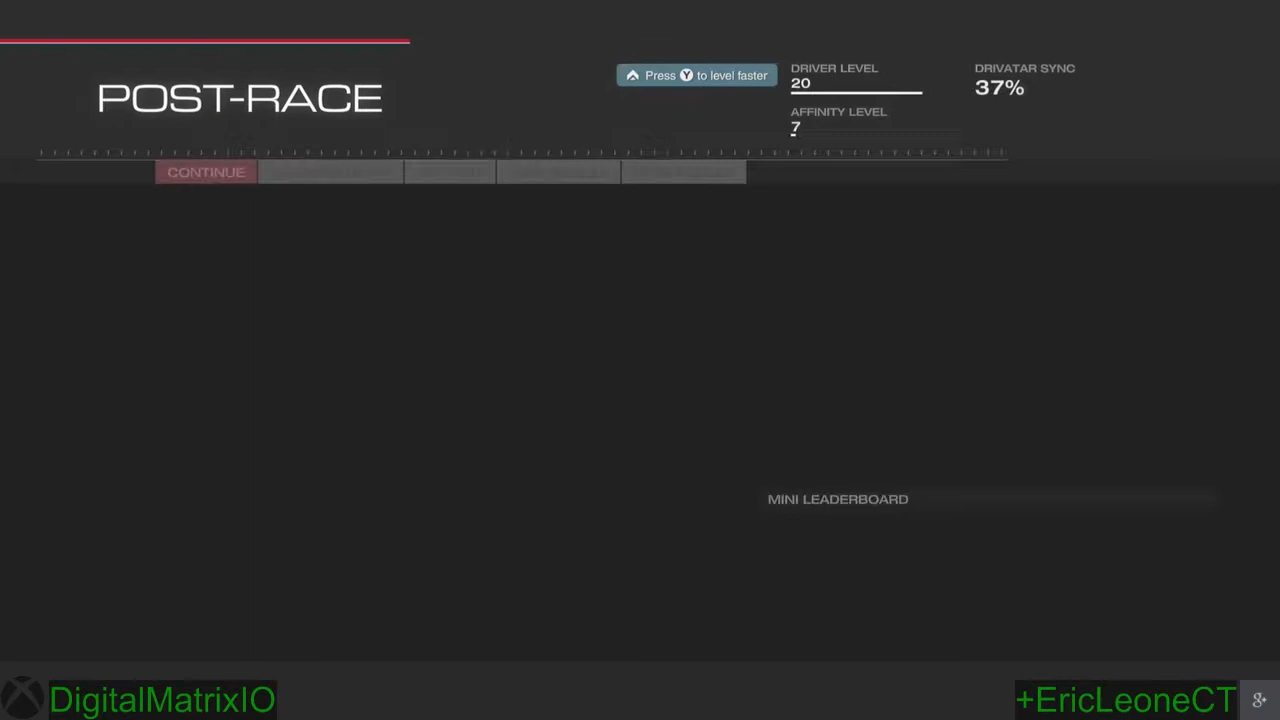 POST-RACE
Press Y to level faster
DRIVER LEVEL
20
AFFINITY LEVEL
7
DRIVATAR SYNC
37%
CONTINUE
MINI LEADERBOARD
DigitalMatrixIO
+EricLeoneCT
g+